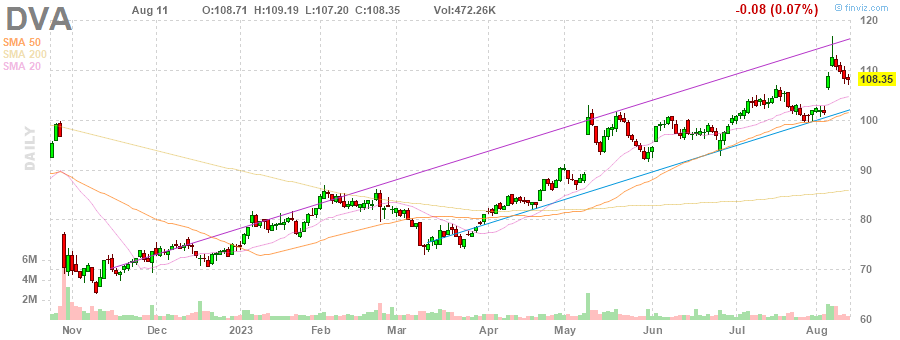 DVA
Aug 11 O:108.71 H:109.19 L:107.20 C:108.35 Vol:472.26K
-0.08 (0.07%)
© finviz.com
SMA 50
SMA 200
SMA 20
DAILY
120
110
108.35
100
90
80
70
60
6M
4M
2M
Nov Dec 2023 Feb Mar Apr May Jun Jul Aug